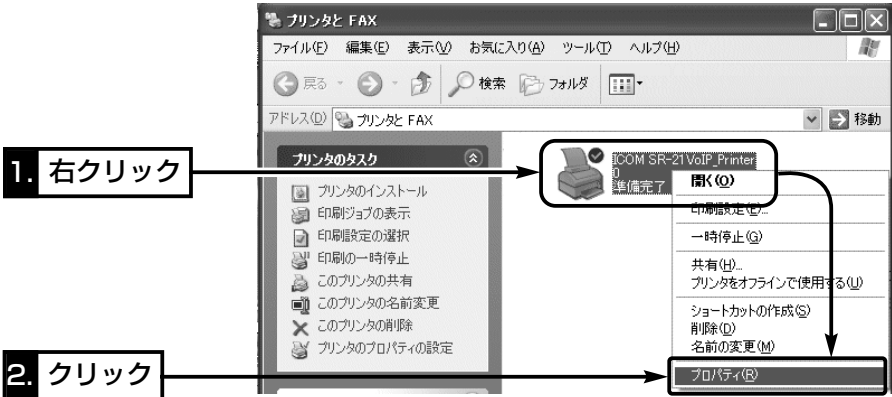 プリンタと FAX
ファイル(F) 編集(E) 表示(V) お気に入り(A) ツール(T) ヘルプ(H)
戻る 検索 フォルダ
アドレス(D) プリンタと FAX 移動
1. 右クリック
プリンタのタスク
プリンタのインストール
印刷ジョブの表示
印刷設定の選択
印刷の一時停止
このプリンタの共有
このプリンタの名前変更
このプリンタの削除
プリンタのプロパティの設定
ICOM SR-21 VoIP_Printer
0
準備完了
開く(O)
印刷設定(E)...
一時停止(G)
共有(H)...
プリンタをオフラインで使用する(U)
ショートカットの作成(S)
削除(D)
名前の変更(M)
プロパティ(R)
2. クリック